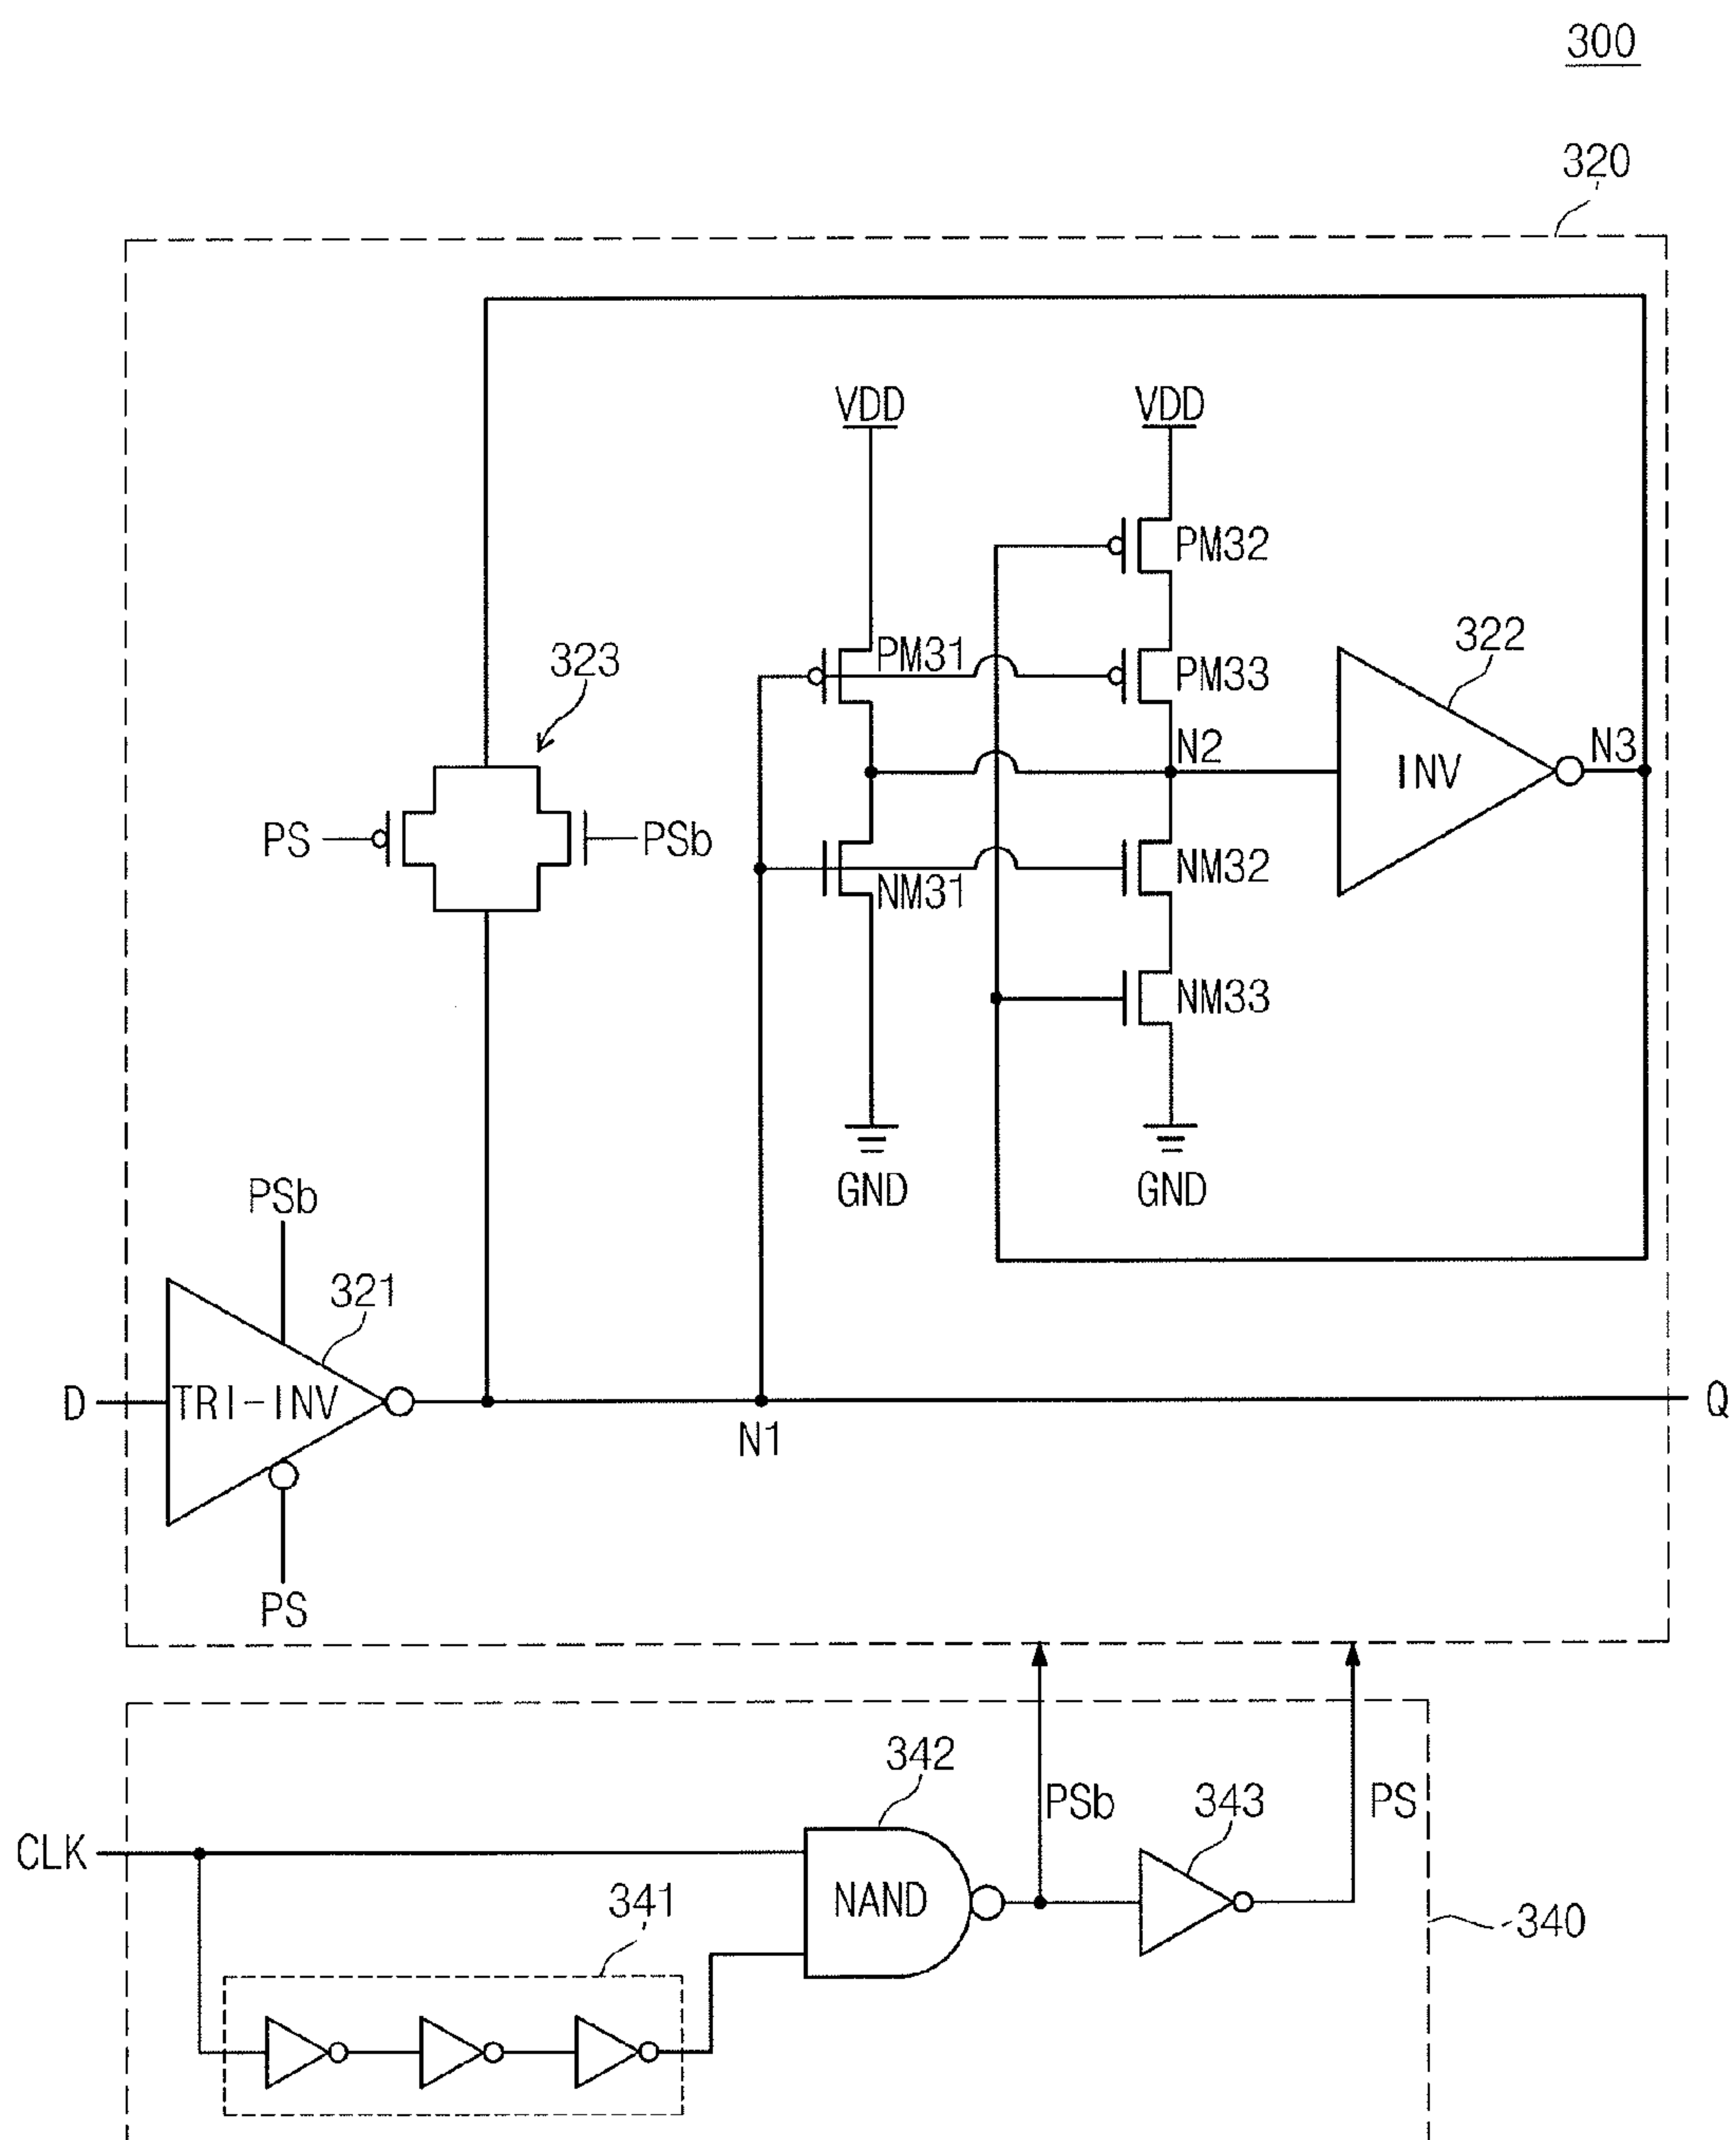 300
320
VDD
VDD
PM32
323
PM31
PM33
322
N2
INV
N3
PS
PSb
NM31
NM32
NM33
GND
GND
PSb
321
D
TRI-INV
N1
Q
PS
342
PSb
343
PS
CLK
NAND
341
340